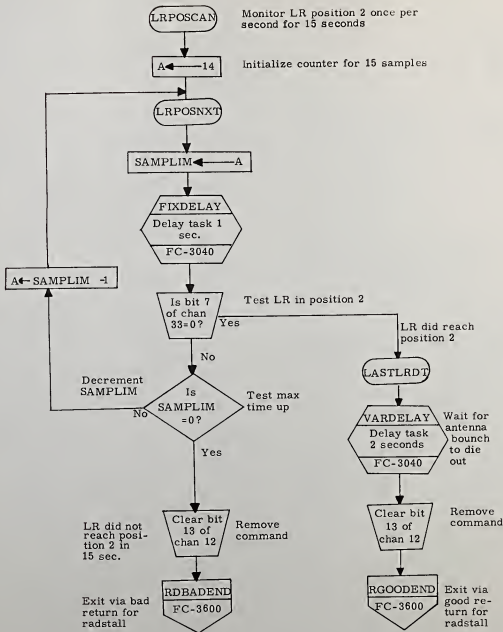 LRPOSCAN
Monitor LR position 2 once per
second for 15 seconds
A 14
Initialize counter for 15 samples
LRPOSNXT
SAMPLIM A
FIXDELAY
Delay task 1
sec.
FC-3040
A SAMPLIM -1
Is bit 7
of chan
33=0?
Test LR in position 2
Yes
LR did reach
position 2
No
LASTLRDT
Decrement
SAMPLIM
No
Is
SAMPLIM
=0?
Test max
time up
VARDELAY
Delay task
2 seconds
FC-3040
Wait for
antenna
bounch
to die
out
Yes
LR did not
reach posi-
tion 2 in
15 sec.
Clear bit
13 of
chan 12
Remove
command
Clear bit
13 of
chan 12
Remove
command
Exit via bad
return for
radstall
RDBADEND
FC-3600
RGOODEND
FC-3600
Exit via
good re-
turn for
radstall